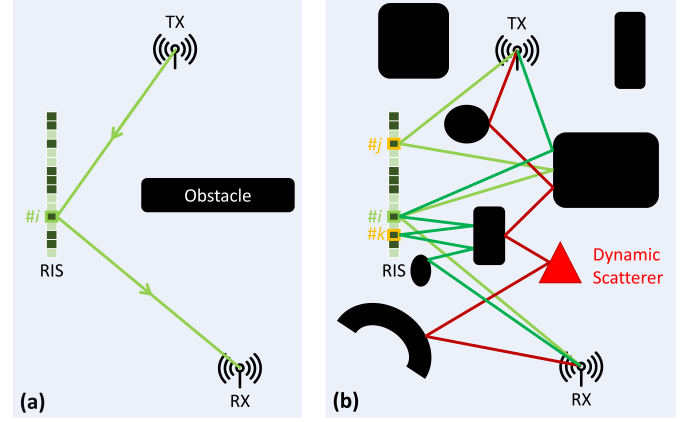 TX
Obstacle
#i
RIS
RX
(a)
TX
#j
#i
#k
RIS
Dynamic
Scatterer
RX
(b)